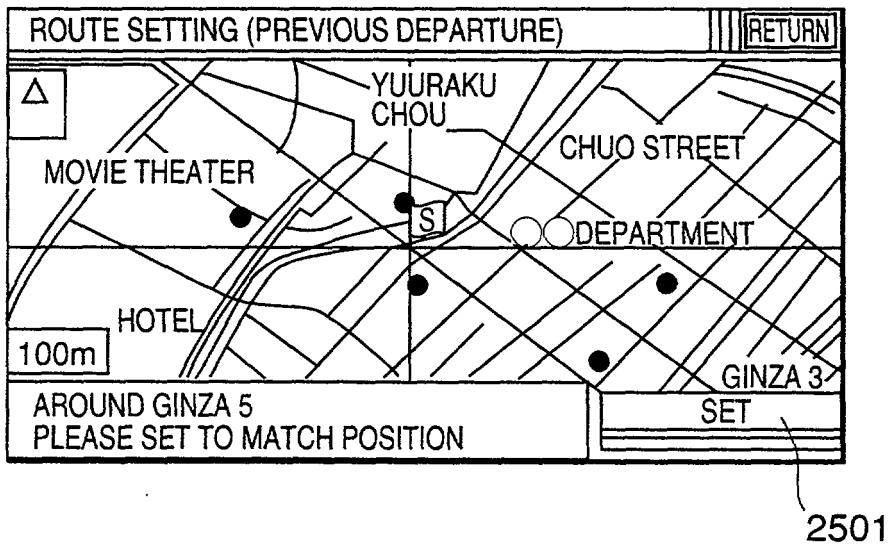 ROUTE SETTING (PREVIOUS DEPARTURE)
RETURN
YUURAKU
CHOU
CHUO STREET
MOVIE THEATER
S
DEPARTMENT
HOTEL
100m
GINZA 3
AROUND GINZA 5
PLEASE SET TO MATCH POSITION
SET
2501